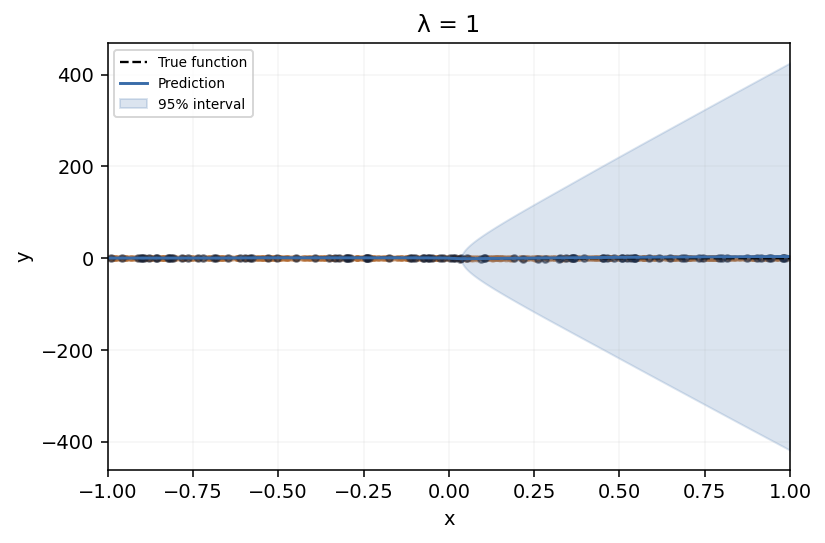 λ = 1
True function
Prediction
95% interval
400
200
0
−200
−400
y
−1.00 −0.75 −0.50 −0.25 0.00 0.25 0.50 0.75 1.00
x